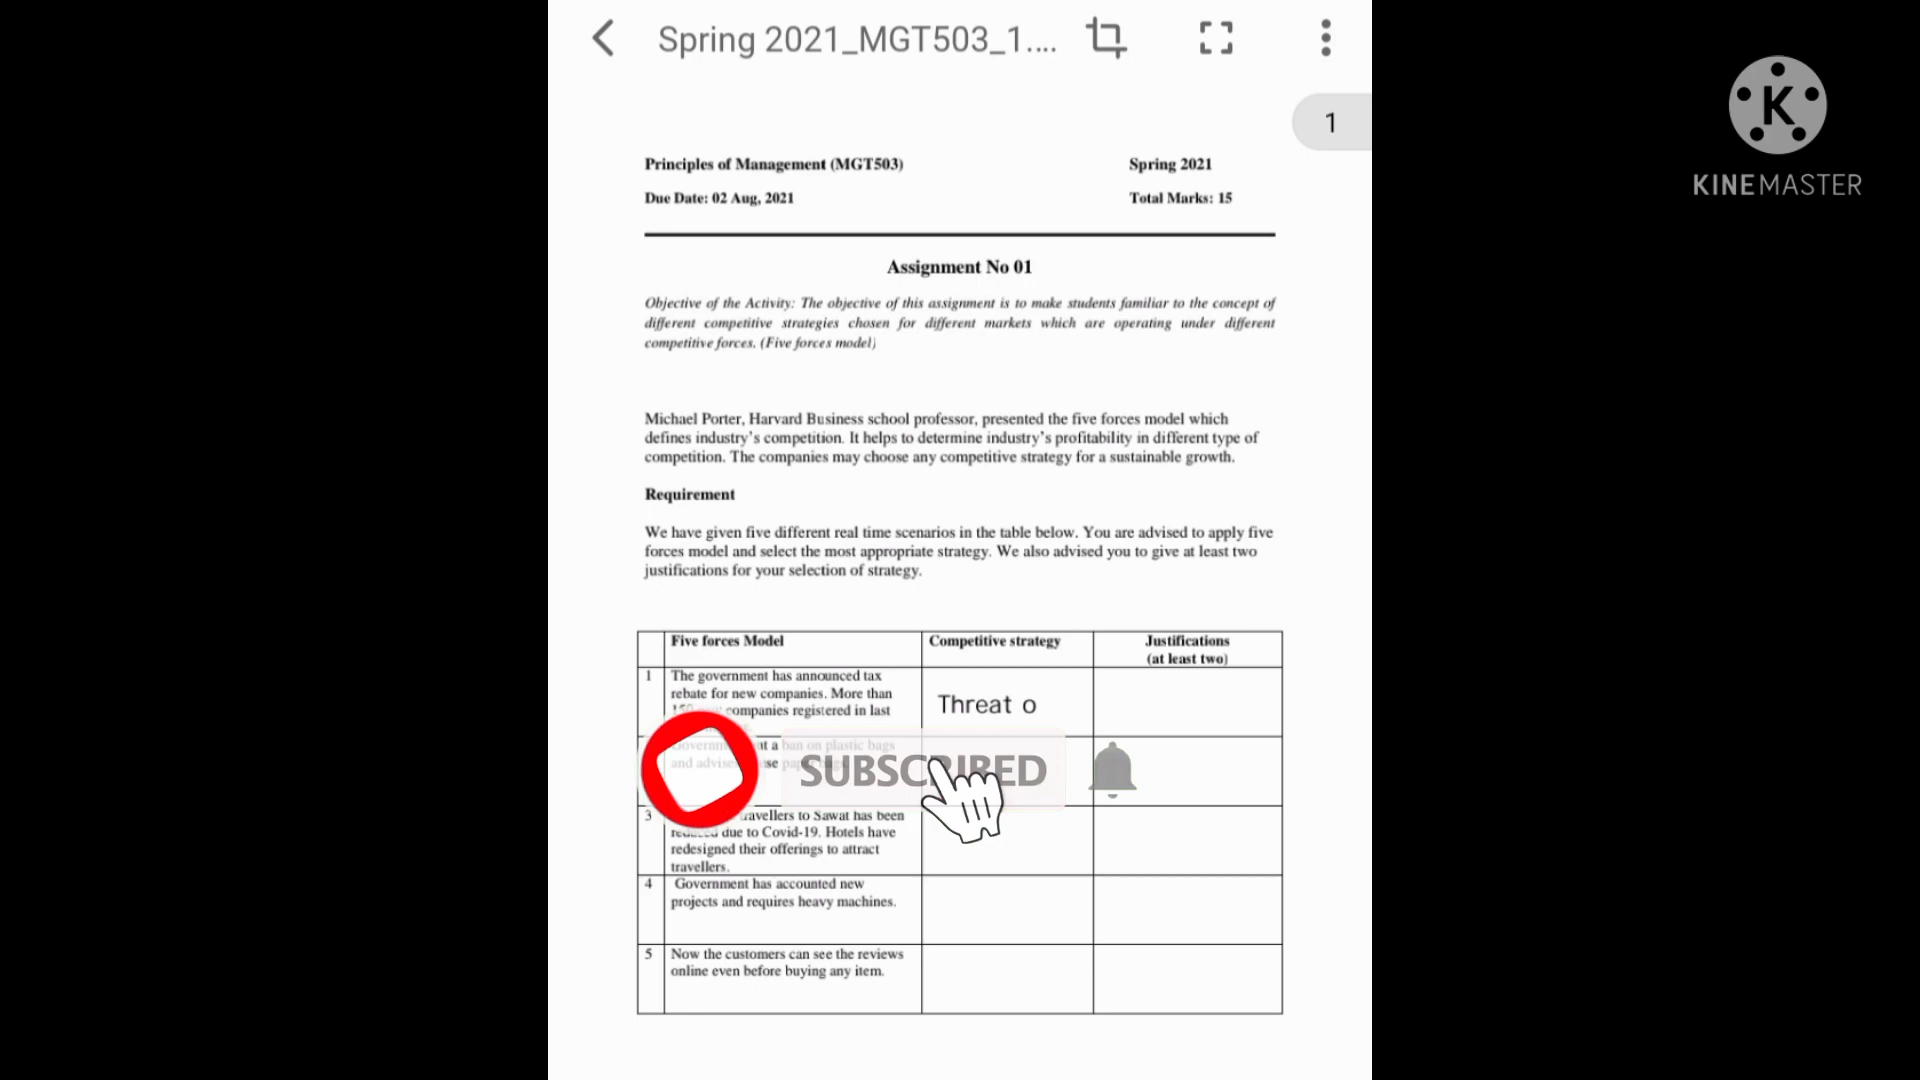 Spring 2021_MGT503_1....
1
KINEMASTER
Principles of Management (MGT503) Spring 2021
Due Date: 02 Aug, 2021 Total Marks: 15
Assignment No 01
Objective of the Activity: The objective of this assignment is to make students familiar to the concept of
different competitive strategies chosen for different markets which are operating under different
competitive forces. (Five forces model)
Michael Porter, Harvard Business school professor, presented the five forces model which
defines industry's competition. It helps to determine industry's profitability in different type of
competition. The companies may choose any competitive strategy for a sustainable growth.
Requirement
We have given five different real time scenarios in the table below. You are advised to apply five
forces model and select the most appropriate strategy. We also advised you to give at least two
justifications for your selection of strategy.
Five forces Model Competitive strategy Justifications
(at least two)
1 The government has announced tax
rebate for new companies. More than
companies registered in last
Threat o
a ban on plastic bags
and
SUBSCRIBED
3 travellers to Sawat has been
due to Covid-19. Hotels have
redesigned their offerings to attract
travellers.
4 Government has accounted new
projects and requires heavy machines.
5 Now the customers can see the reviews
online even before buying any item.